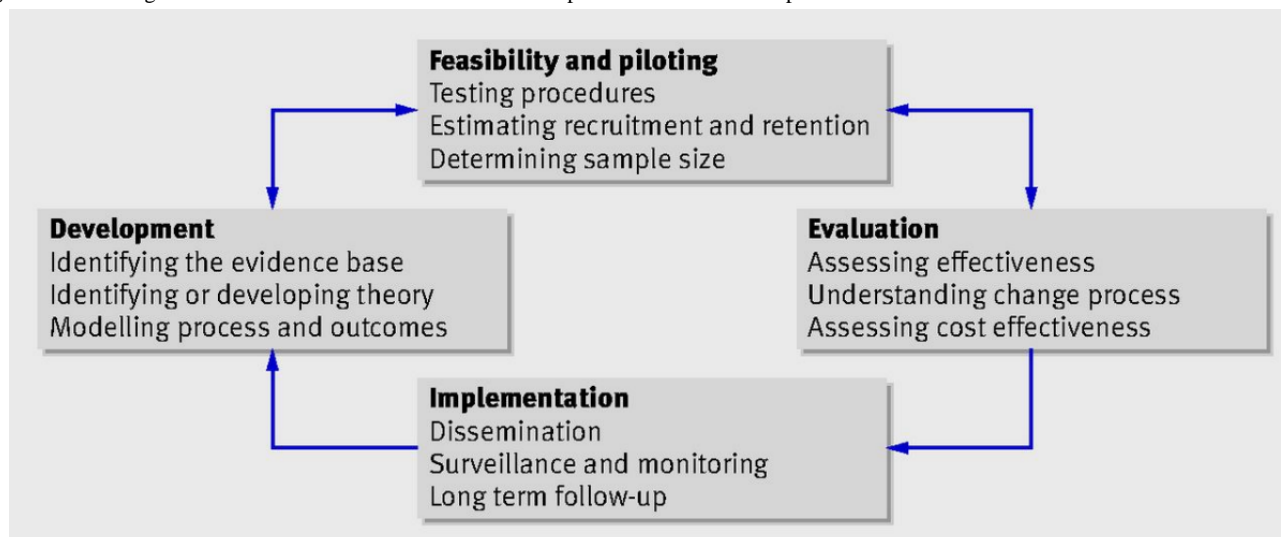 Feasibility and piloting
Testing procedures
Estimating recruitment and retention
Determining sample size
Development
Identifying the evidence base
Identifying or developing theory
Modelling process and outcomes
Evaluation
Assessing effectiveness
Understanding change process
Assessing cost effectiveness
Implementation
Dissemination
Surveillance and monitoring
Long term follow-up